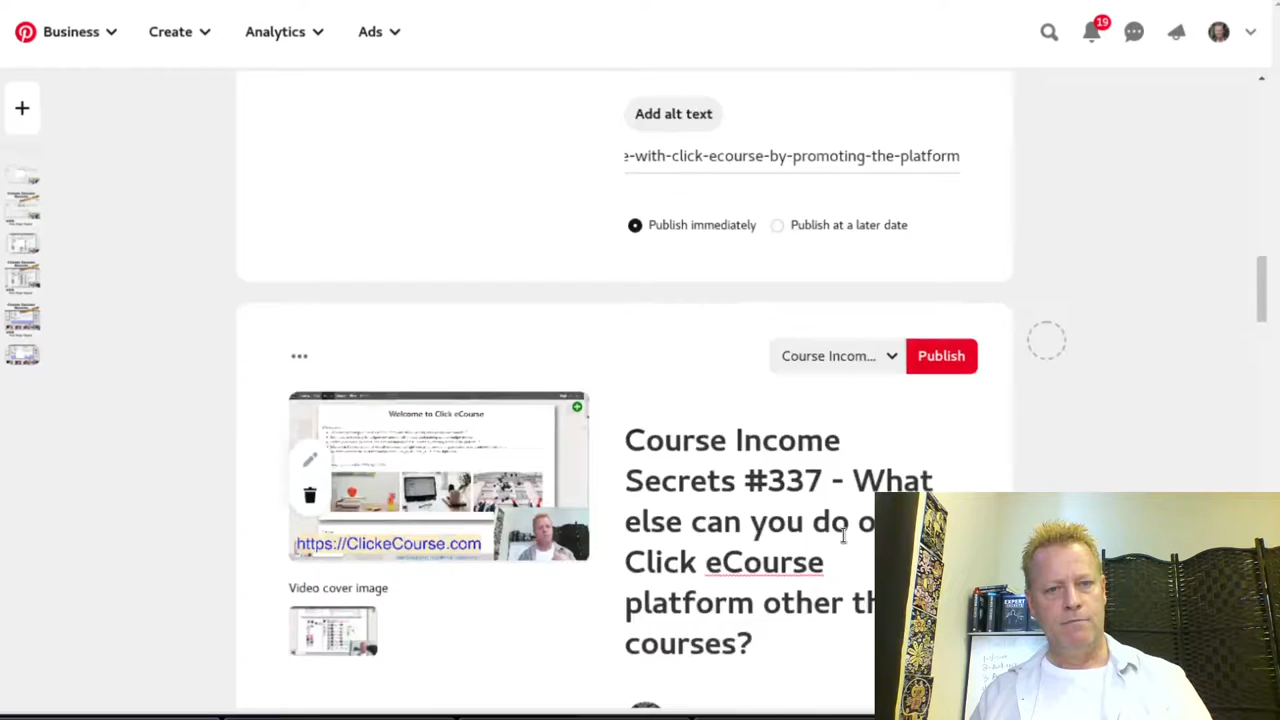 Business Create Analytics Ads 19
Add alt text
e-with-click-ecourse-by-promoting-the-platform
Publish immediately Publish at a later date
Course Incom... Publish
Welcome to Click eCourse
https://ClickeCourse.com
Video cover image
Course Income
Secrets #337 - What
else can you do o
Click eCourse
platform other th
courses?
EXPERT